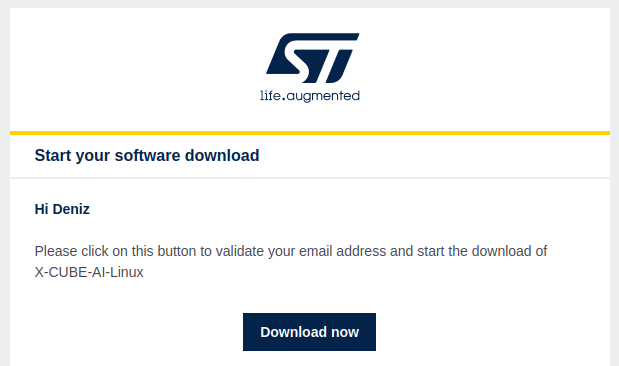 ST
life.augmented
Start your software download
Hi Deniz
Please click on this button to validate your email address and start the download of
X-CUBE-AI-Linux
Download now